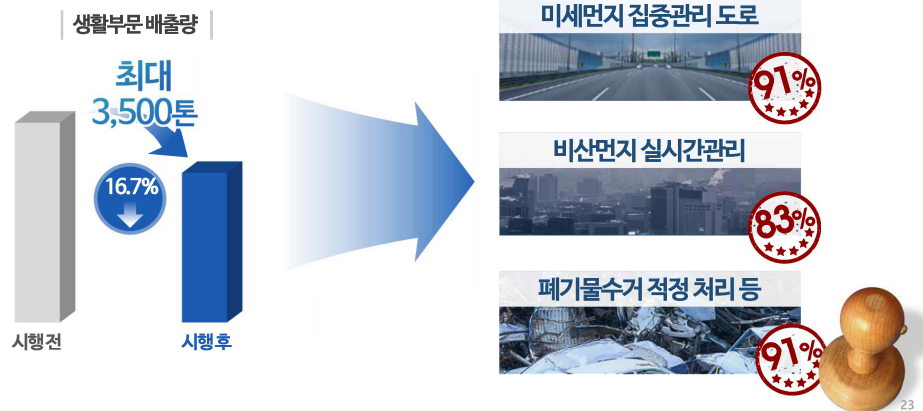 생활부문 배출량
최대
3,500톤
16.7%
시행 전
시행 후
미세먼지 집중관리 도로
91%
비산먼지 실시간관리
83%
폐기물수거 적정 처리 등
91%
23